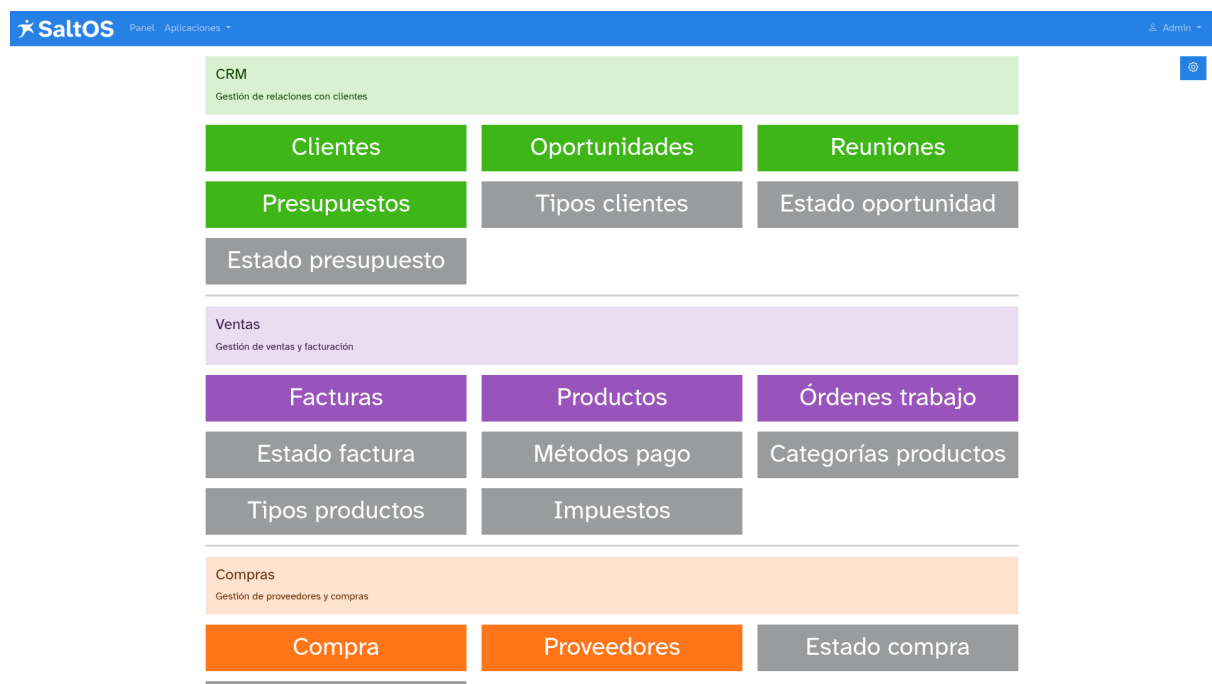 SaltOS Panel Aplicaciones Admin
CRM
Gestión de relaciones con clientes
Clientes Oportunidades Reuniones
Presupuestos Tipos clientes Estado oportunidad
Estado presupuesto
Ventas
Gestión de ventas y facturación
Facturas Productos Órdenes trabajo
Estado factura Métodos pago Categorías productos
Tipos productos Impuestos
Compras
Gestión de proveedores y compras
Compra Proveedores Estado compra